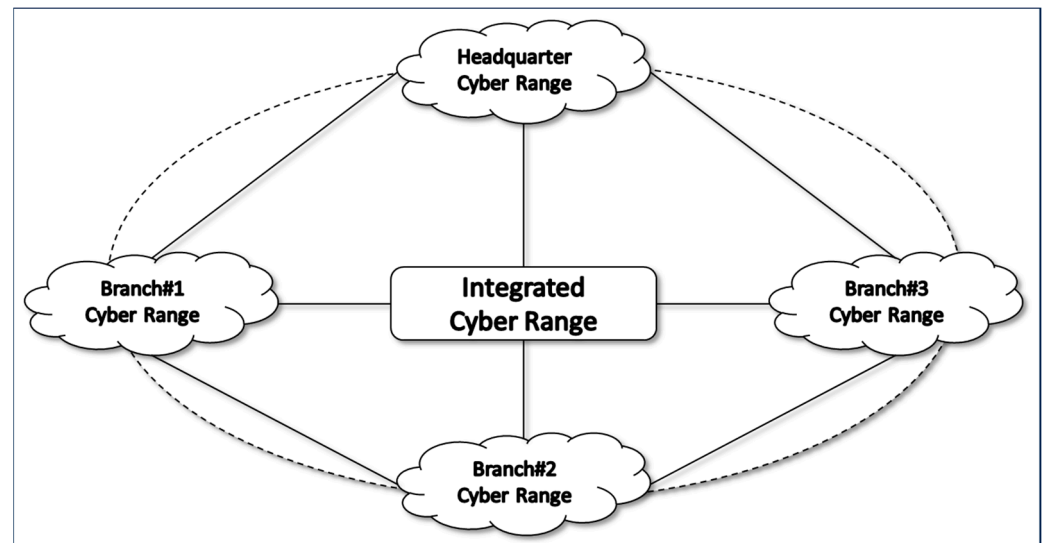 Headquarter
Cyber Range
Branch#1
Cyber Range
Integrated
Cyber Range
Branch#3
Cyber Range
Branch#2
Cyber Range